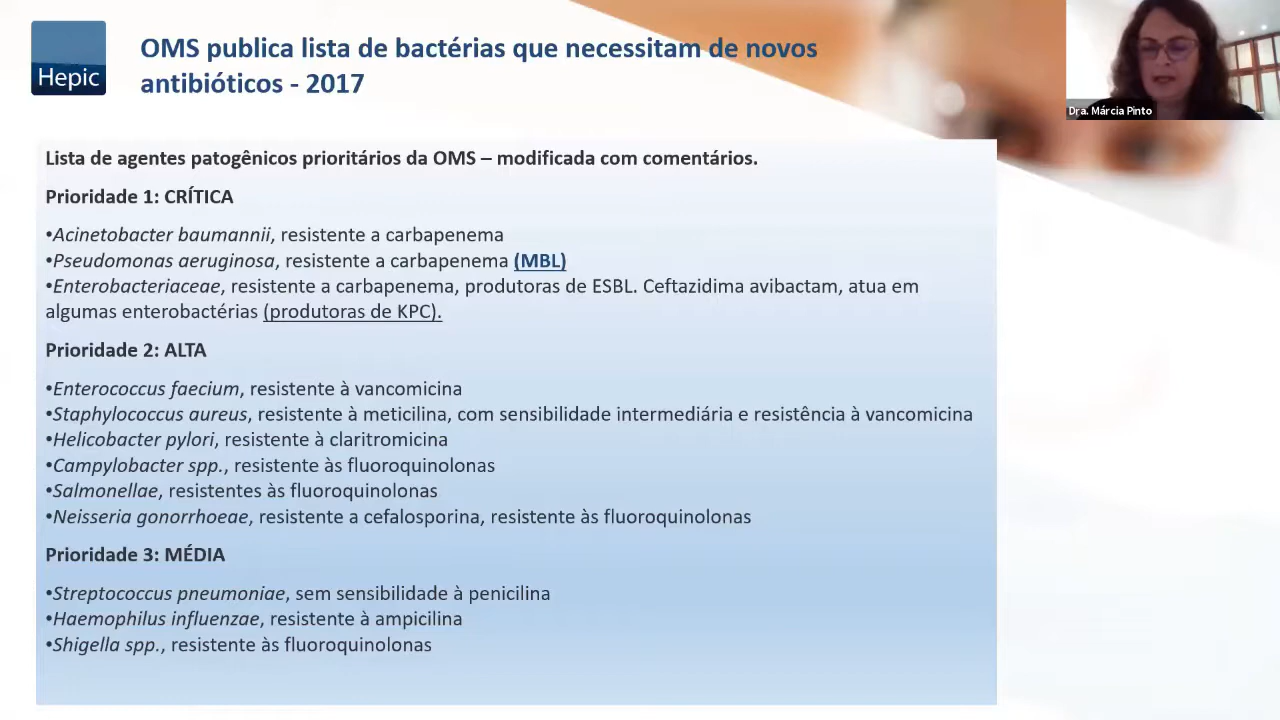 Hepic
OMS publica lista de bactérias que necessitam de novos
antibióticos - 2017
Dra. Márcia Pinto
Lista de agentes patogênicos prioritários da OMS – modificada com comentários.
Prioridade 1: CRÍTICA
•Acinetobacter baumannii, resistente a carbapenema
•Pseudomonas aeruginosa, resistente a carbapenema (MBL)
•Enterobacteriaceae, resistente a carbapenema, produtoras de ESBL. Ceftazidima avibactam, atua em
algumas enterobactérias (produtoras de KPC).
Prioridade 2: ALTA
•Enterococcus faecium, resistente à vancomicina
•Staphylococcus aureus, resistente à meticilina, com sensibilidade intermediária e resistência à vancomicina
•Helicobacter pylori, resistente à claritromicina
•Campylobacter spp., resistente às fluoroquinolonas
•Salmonellae, resistentes às fluoroquinolonas
•Neisseria gonorrhoeae, resistente a cefalosporina, resistente às fluoroquinolonas
Prioridade 3: MÉDIA
•Streptococcus pneumoniae, sem sensibilidade à penicilina
•Haemophilus influenzae, resistente à ampicilina
•Shigella spp., resistente às fluoroquinolonas